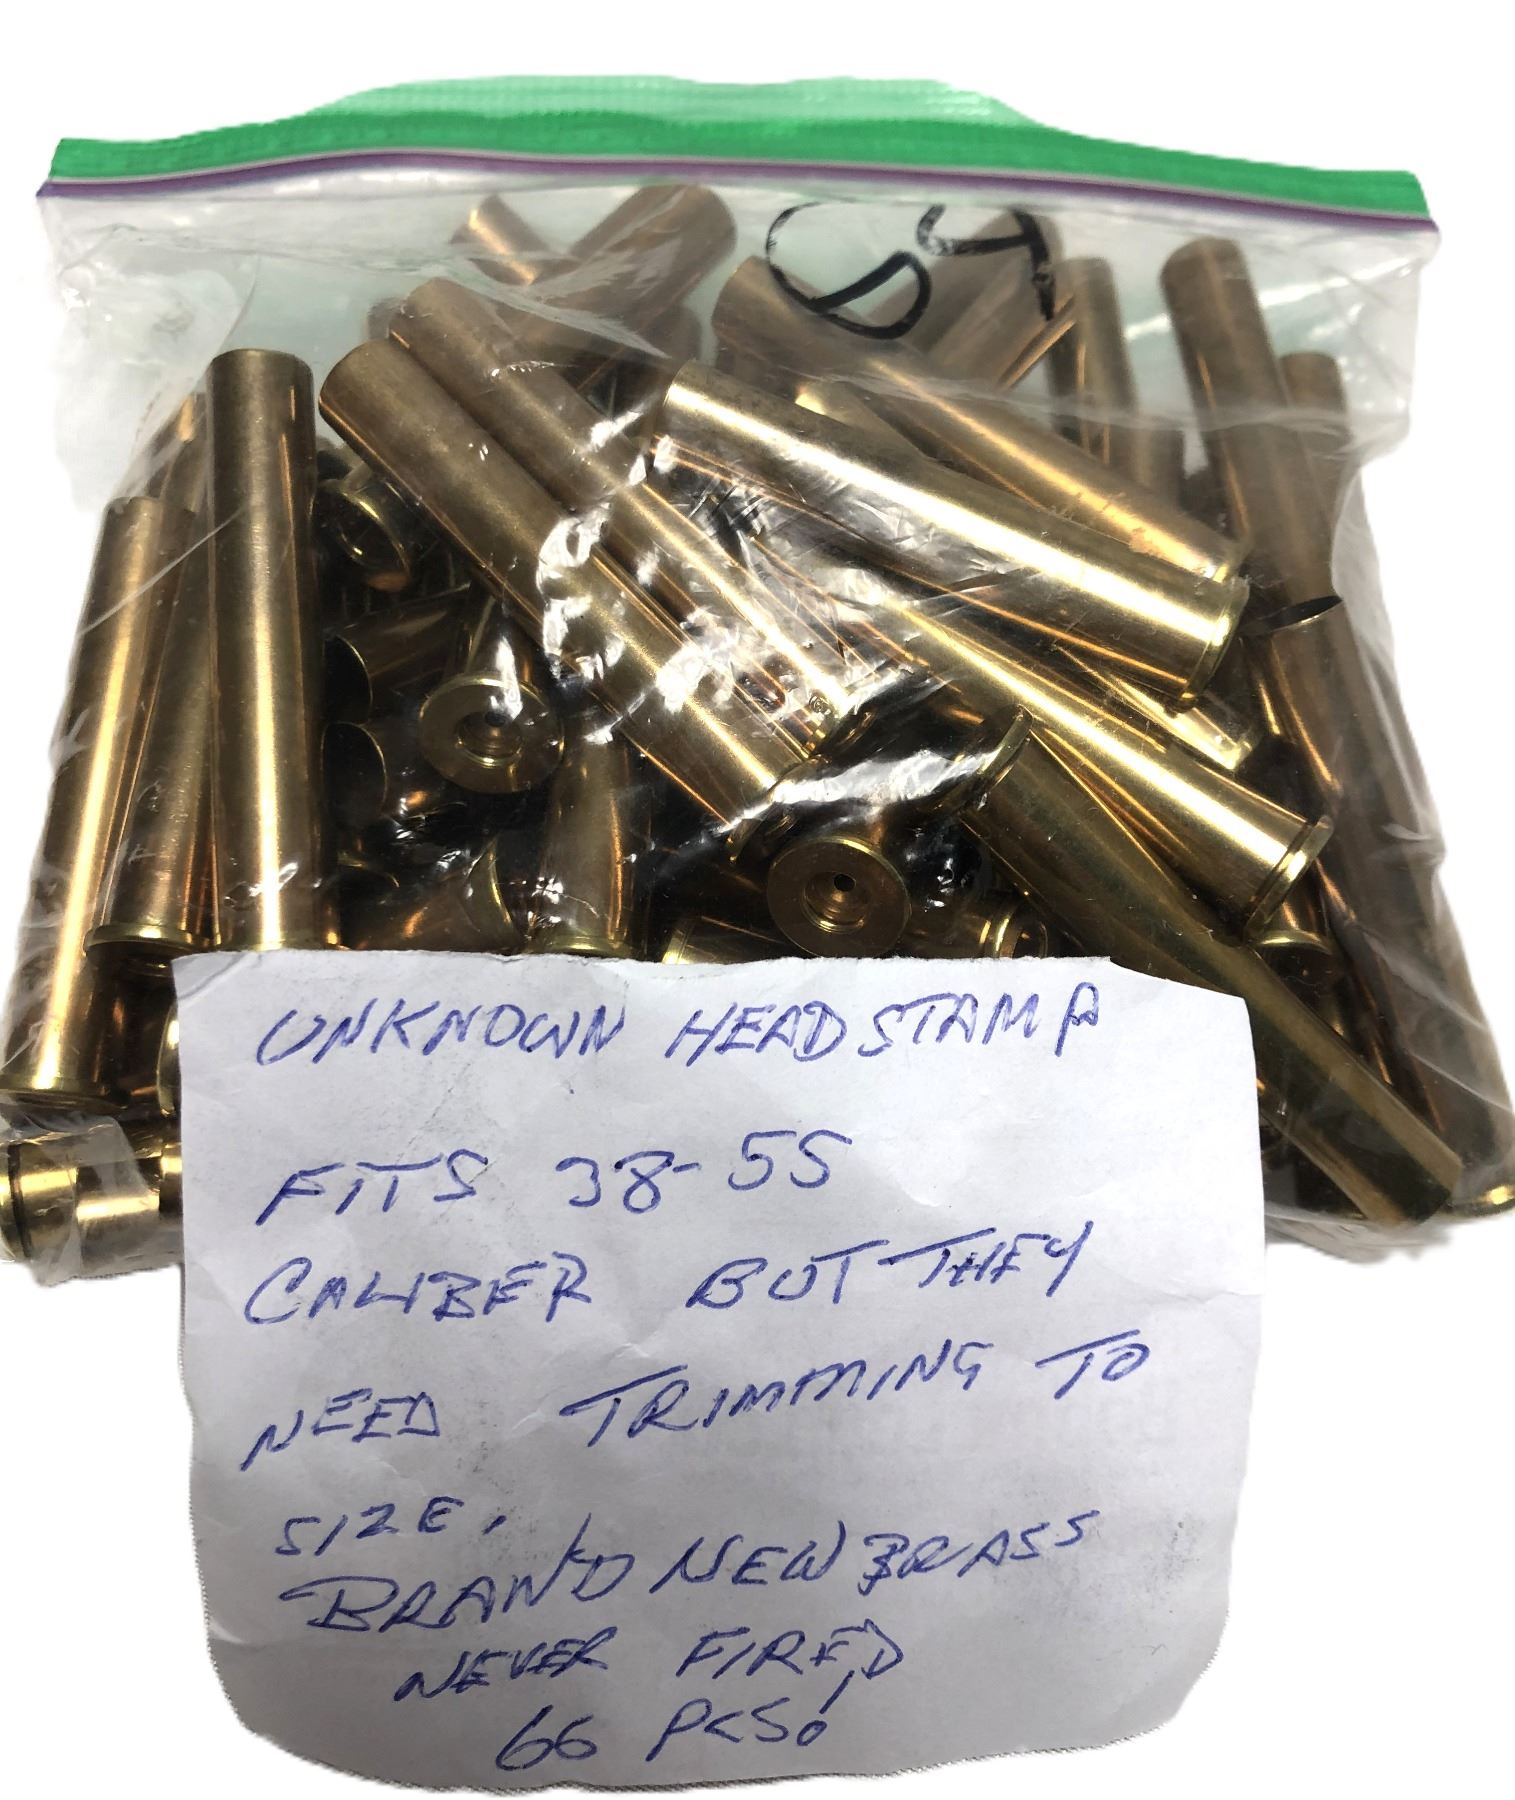 UNKNOWN HEADSTAMP
FITS 38-55
CALIBER BUT THEY
NEED TRIMMING TO
SIZE.
BRAND NEW BRASS
NEVER FIRED
66 PCS!